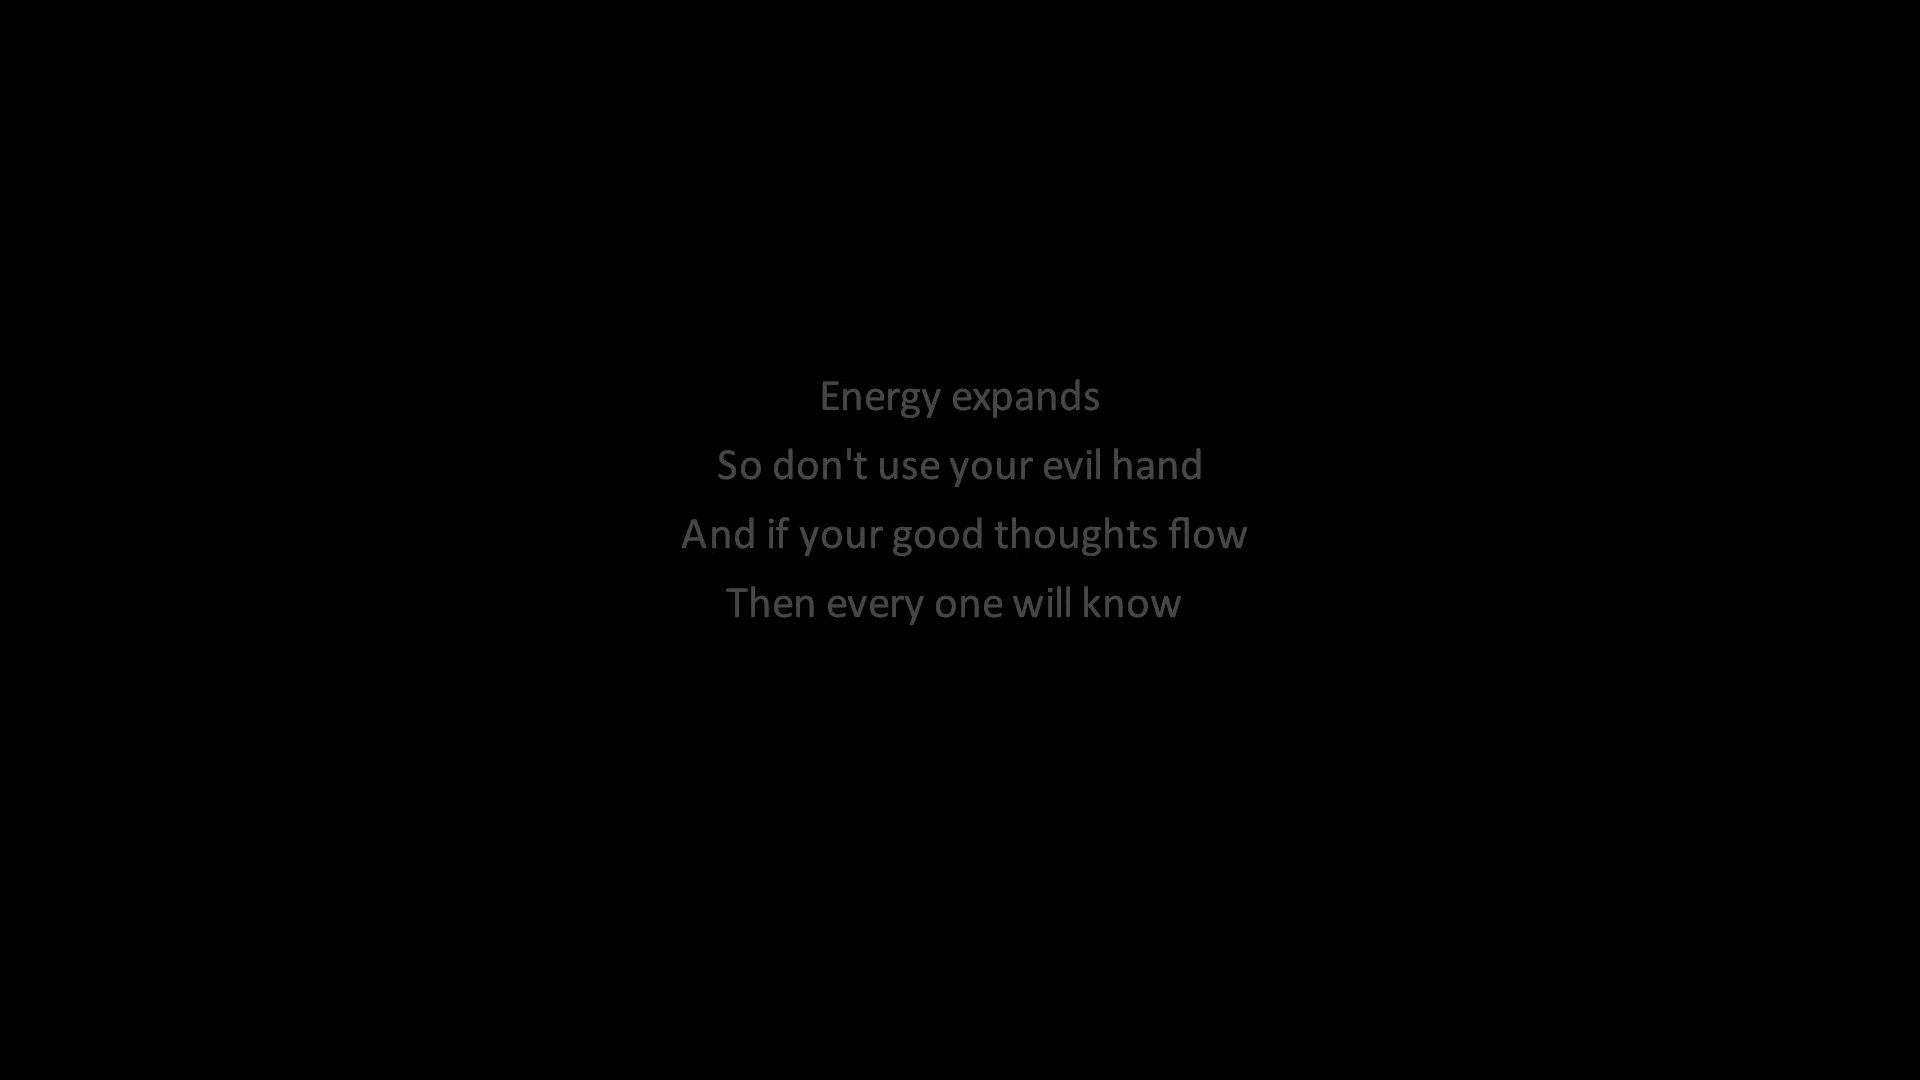 Energy expands
So don't use your evil hand
And if your good thoughts flow
Then every one will know